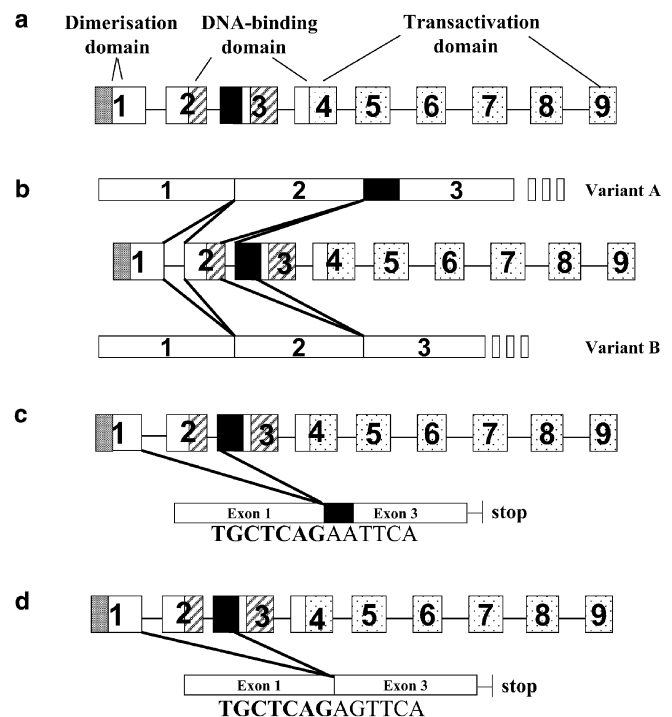 a
Dimerisation domain
DNA-binding domain
Transactivation domain
1 2 3 4 5 6 7 8 9
b
1 2 3 Variant A
1 2 3 4 5 6 7 8 9
1 2 3 Variant B
c
1 2 3 4 5 6 7 8 9
Exon 1 Exon 3 stop
TGCTCAGAATTCA
d
1 2 3 4 5 6 7 8 9
Exon 1 Exon 3 stop
TGCTCAGAGTTCA